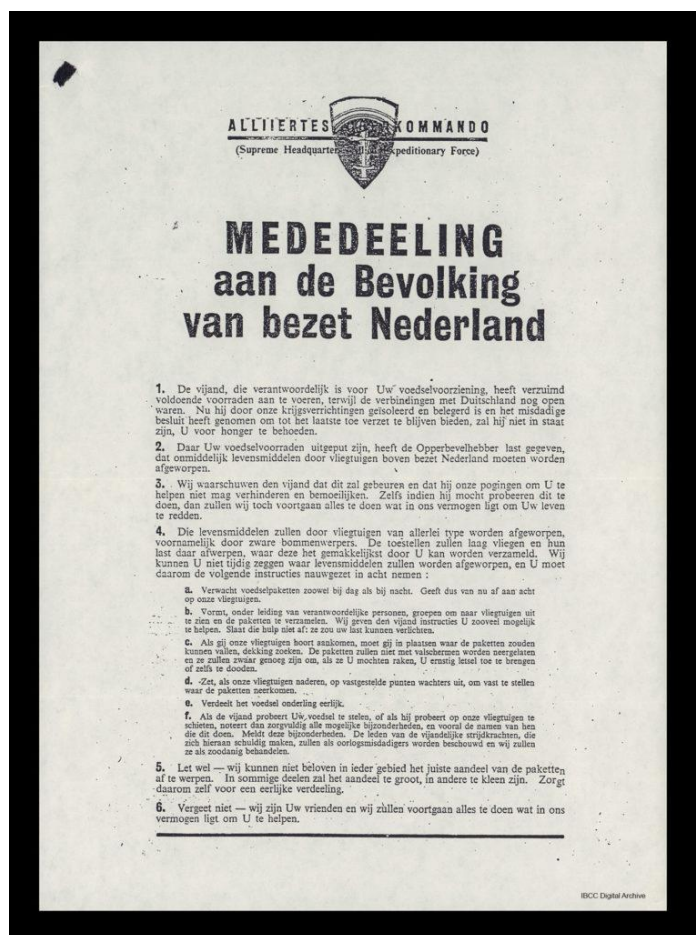 ALLIIERTES KOMMANDO
(Supreme Headquarters peditionary Force)
MEDEDEELING
aan de Bevolking
van bezet Nederland
1. De vijand, die verantwoordelijk is voor Uw voedselvoorziening, heeft verzuimd
voldoende voorraden aan te voeren, terwijl de verbindingen met Duitschland nog open
waren. Nu hij door onze krijgsverrichtingen geïsoleerd en belegerd is en het misdadige
besluit heeft genomen om tot het laatste toe verzet te blijven bieden, zal hij niet in staat
zijn, U voor honger te behoeden.
2. Daar Uw voedselvoorraden uitgeput zijn, heeft de Opperbevelhebber last gegeven,
dat onmiddelijk levensmiddelen door vliegtuigen boven bezet Nederland moeten worden
afgeworpen.
3. Wij waarschuwen den vijand dat dit zal gebeuren en dat hij onze pogingen om U te
helpen niet mag verhinderen en bemoeilijken. Zelfs indien hij mocht probeeren dit te
doen, dan zullen wij toch voortgaan alles te doen wat in ons vermogen ligt om Uw leven
te redden.
4. Die levensmiddelen zullen door vliegtuigen van allerlei type worden afgeworpen,
voornamelijk door zware bommenwerpers. De toestellen zullen laag vliegen en hun
last daar afwerpen, waar deze het gemakkelijkst door U kan worden verzameld. Wij
kunnen U niet tijdig zeggen waar levensmiddelen zullen worden afgeworpen, en U moet
daarom de volgende instructies nauwgezet in acht nemen :
a. Verwacht voedselpaketten zoowel bij dag als bij nacht. Geeft dus van nu af aan acht
op onze vliegtuigen.
b. Vormt, onder leiding van verantwoordelijke personen, groepen om naar vliegtuigen uit
te zien en de paketten te verzamelen. Wij geven den vijand instructies U zooveel mogelijk
te helpen. Slaat die hulp niet af: ze zou uw last kunnen verlichten.
c. Als gij onze vliegtuigen hoort aankomen, moet gij in plaatsen waar de paketten zouden
kunnen vallen, dekking zoeken. De paketten zullen niet met valschermen worden neergelaten
en ze zullen zwaar genoeg zijn om, als ze U mochten raken, U ernstig letsel toe te brengen
of zelfs te dooden.
d. Zet, als onze vliegtuigen naderen, op vastgestelde punten wachters uit, om vast te stellen
waar de paketten neerkomen.
e. Verdeelt het voedsel onderling eerlijk.
f. Als de vijand probeert Uw voedsel te stelen, of als hij probeert op onze vliegtuigen te
schieten, noteert dan zorgvuldig alle mogelijke bijzonderheden, en vooral de namen van hen
die dit doen. Meldt deze bijzonderheden. De leden van de vijandelijke strijdkrachten, die
zich hieraan schuldig maken, zullen als oorlogsmisdadigers worden beschouwd en wij zullen
ze als zoodanig behandelen.
5. Let wel — wij kunnen niet beloven in ieder gebied het juiste aandeel van de paketten
af te werpen. In sommige deelen zal het aandeel te groot, in andere te kleen zijn. Zorgt
daarom zelf voor een eerlijke verdeeling.
6. Vergeet niet — wij zijn Uw vrienden en wij zullen voortgaan alles te doen wat in ons
vermogen ligt om U te helpen.
IBCC Digital Archive